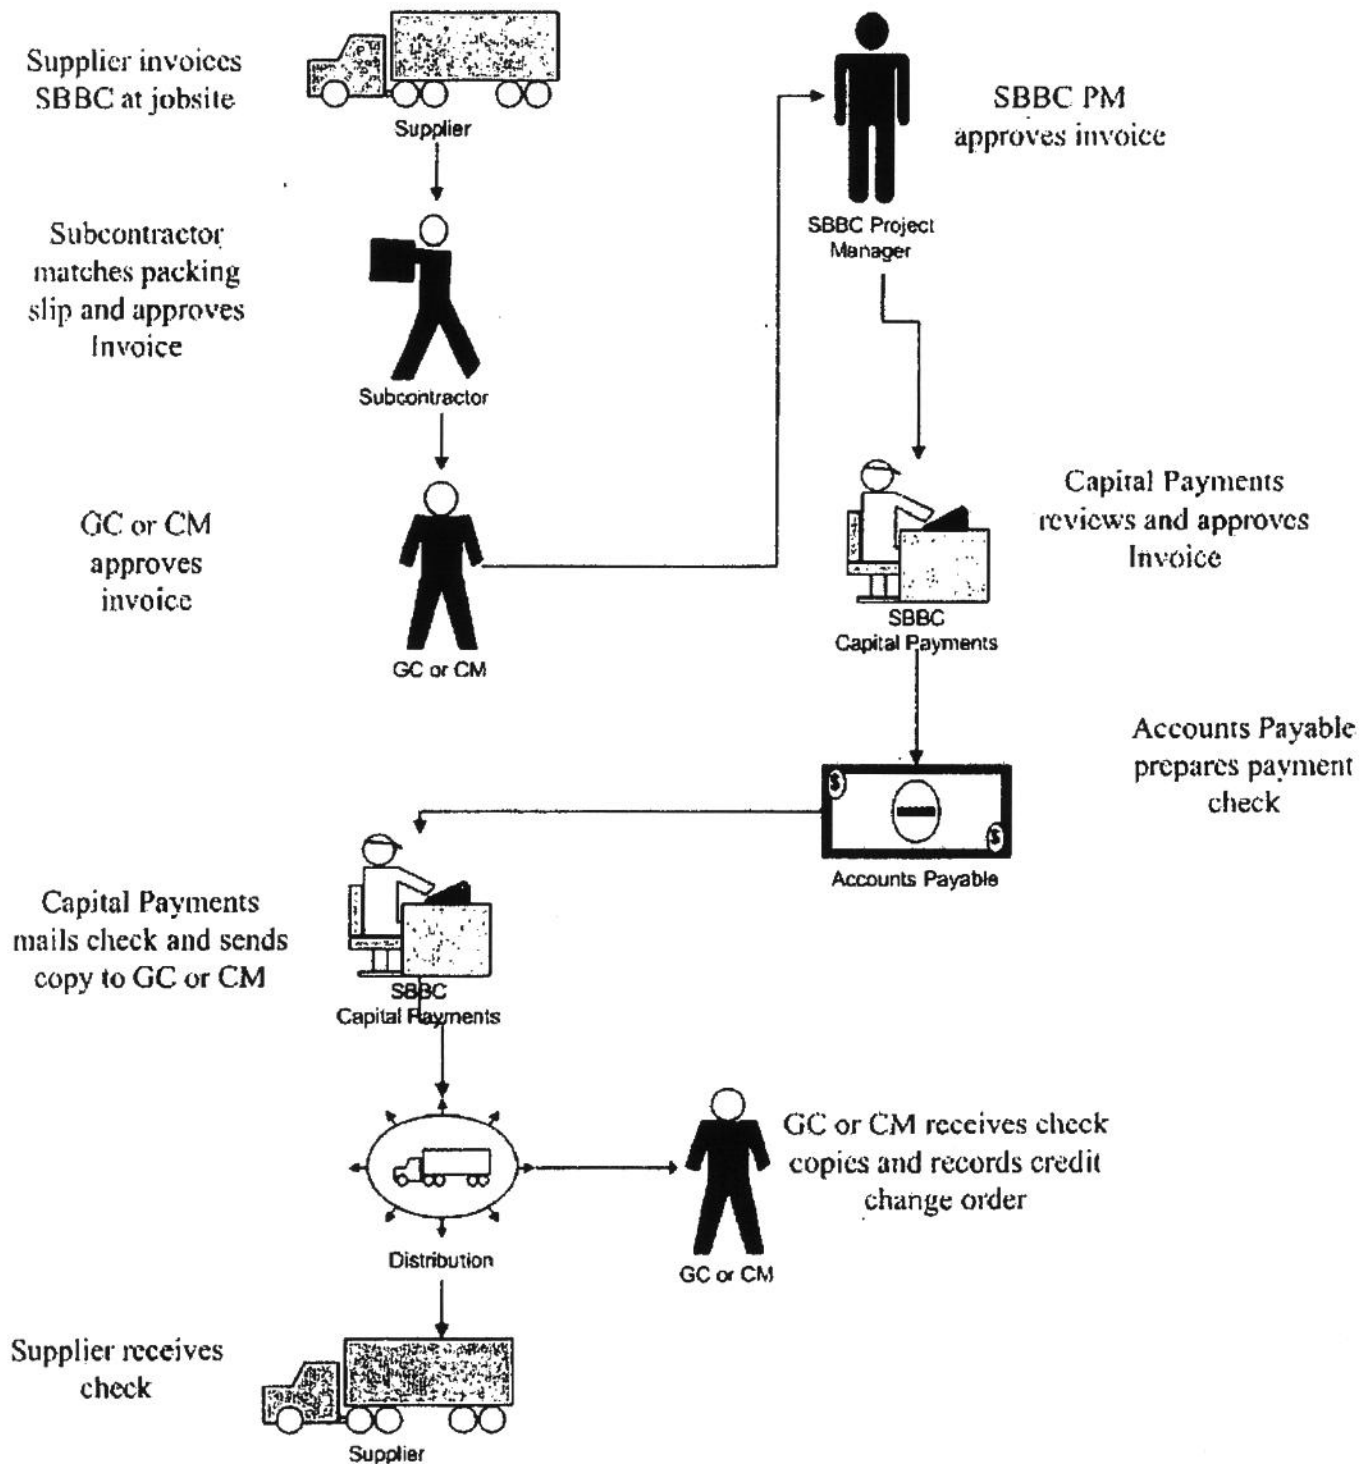 Supplier invoices
SBBC at jobsite
Supplier
SBBC PM
approves invoice
SBBC Project
Manager
Subcontractor
matches packing
slip and approves
Invoice
Subcontractor
GC or CM
approves
invoice
GC or CM
Capital Payments
reviews and approves
Invoice
SBBC
Capital Payments
Accounts Payable
prepares payment
check
$
$
Accounts Payable
Capital Payments
mails check and sends
copy to GC or CM
SBBC
Capital Payments
Distribution
GC or CM receives check
copies and records credit
change order
GC or CM
Supplier receives
check
Supplier